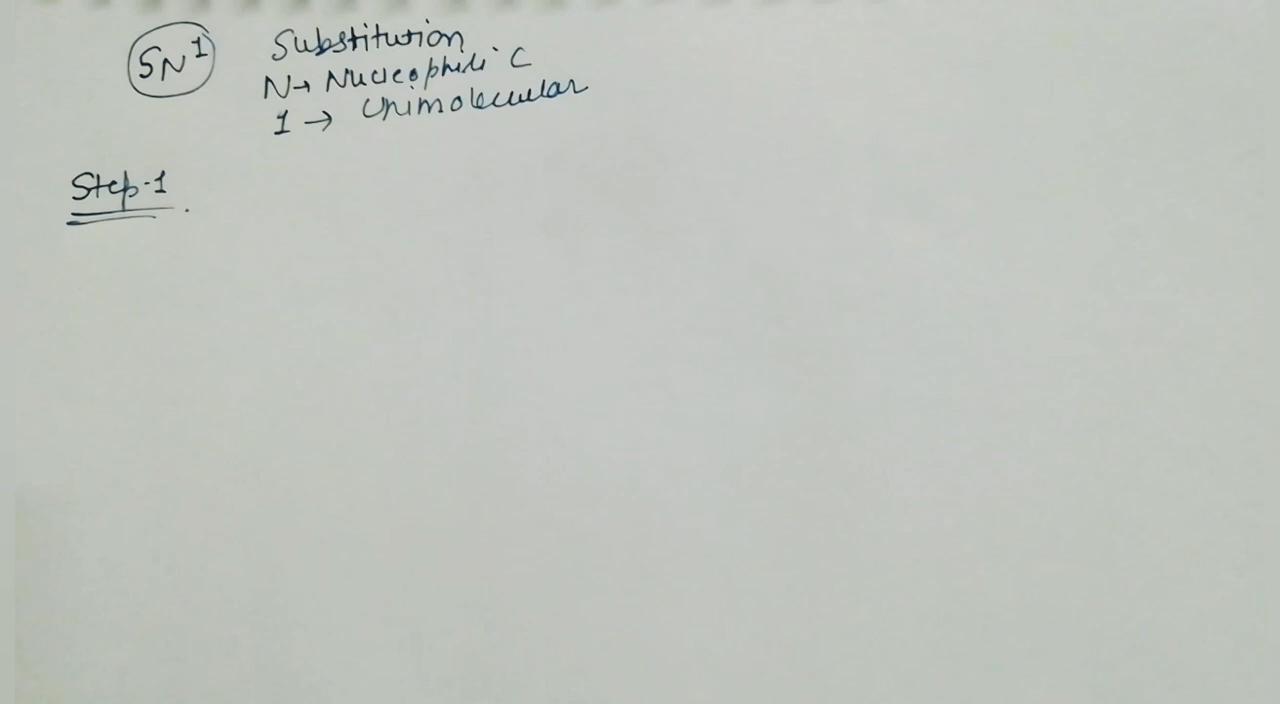 SN¹ Substitution
N→ Nucleophilic
1 → Unimolecular
Step-1